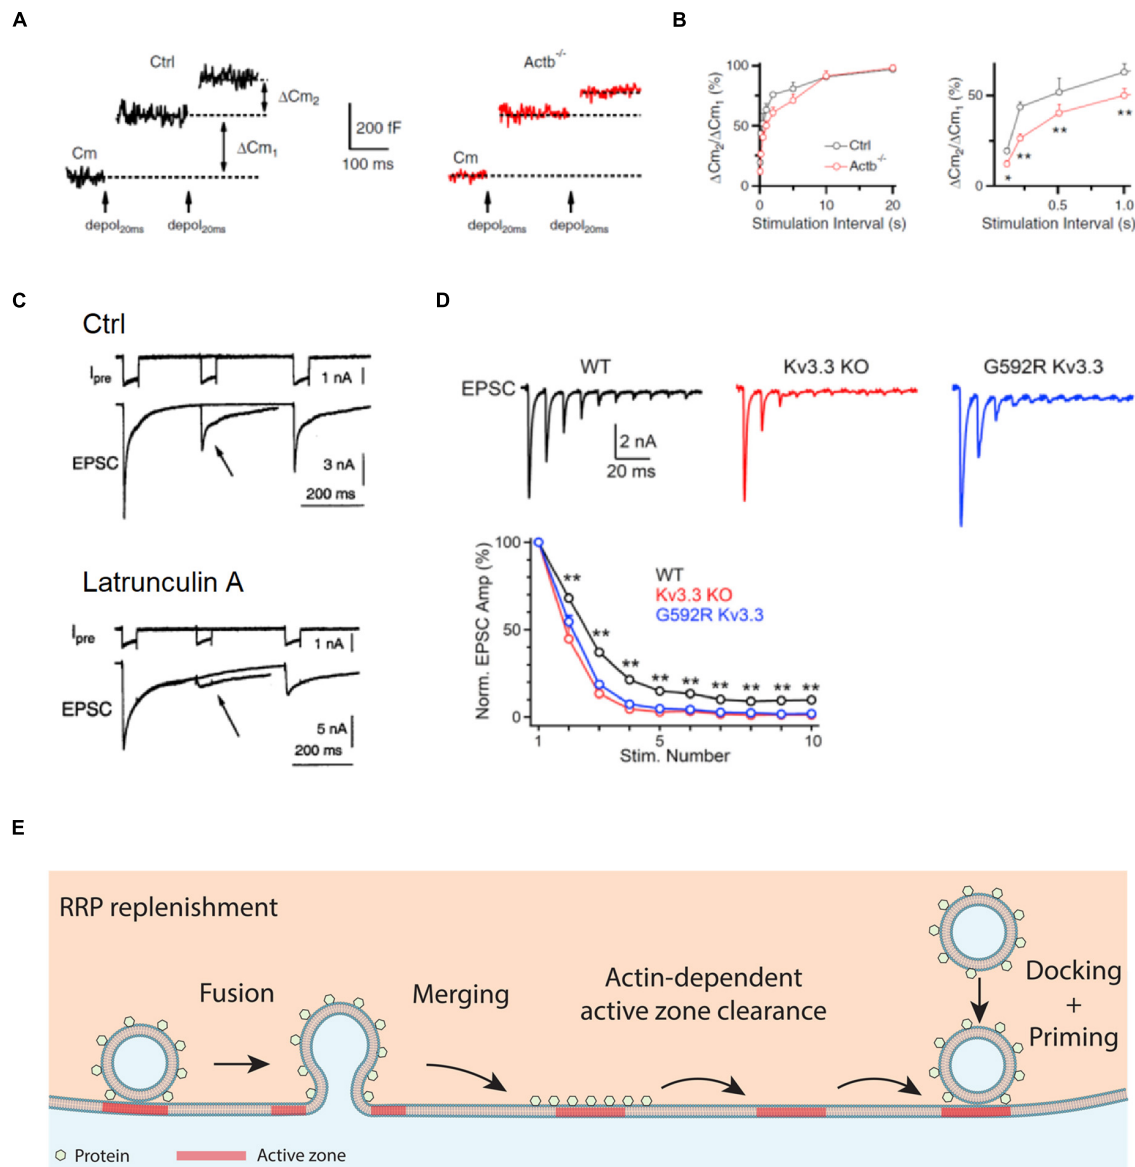 A
Ctrl
ΔCm2
ΔCm1
Cm
depol20ms
depol20ms
200 fF
100 ms
Actb-/-
Cm
depol20ms
depol20ms
B
ΔCm2/ΔCm1 (%)
100
50
0
Ctrl
Actb-/-
0
10
20
Stimulation Interval (s)
ΔCm2/ΔCm1 (%)
50
0
*
**
**
**
0.5
1.0
Stimulation Interval (s)
C
Ctrl
Ipre
1 nA
EPSC
3 nA
200 ms
Latrunculin A
Ipre
1 nA
EPSC
5 nA
200 ms
D
WT
Kv3.3 KO
G592R Kv3.3
EPSC
2 nA
20 ms
Norm. EPSC Amp (%)
100
50
0
WT
Kv3.3 KO
G592R Kv3.3
** ** ** ** ** ** ** ** **
1
5
10
Stim. Number
E
RRP replenishment
Fusion
Merging
Actin-dependent
active zone clearance
Docking
+
Priming
Protein
Active zone